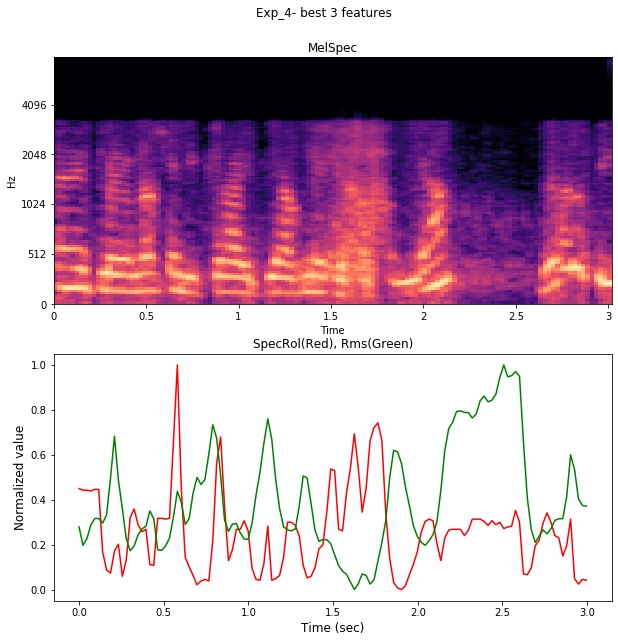 Exp_4- best 3 features
MelSpec
4096
2048
1024
512
0
Hz
0 0.5 1 1.5 2 2.5 3
Time
SpecRol(Red), Rms(Green)
1.0
0.8
0.6
0.4
0.2
0.0
Normalized value
0.0 0.5 1.0 1.5 2.0 2.5 3.0
Time (sec)